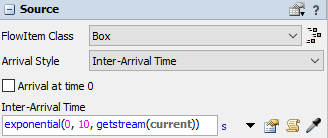 Source
FlowItem Class Box
Arrival Style Inter-Arrival Time
Arrival at time 0
Inter-Arrival Time
exponential(0, 10, getstream(current)) s